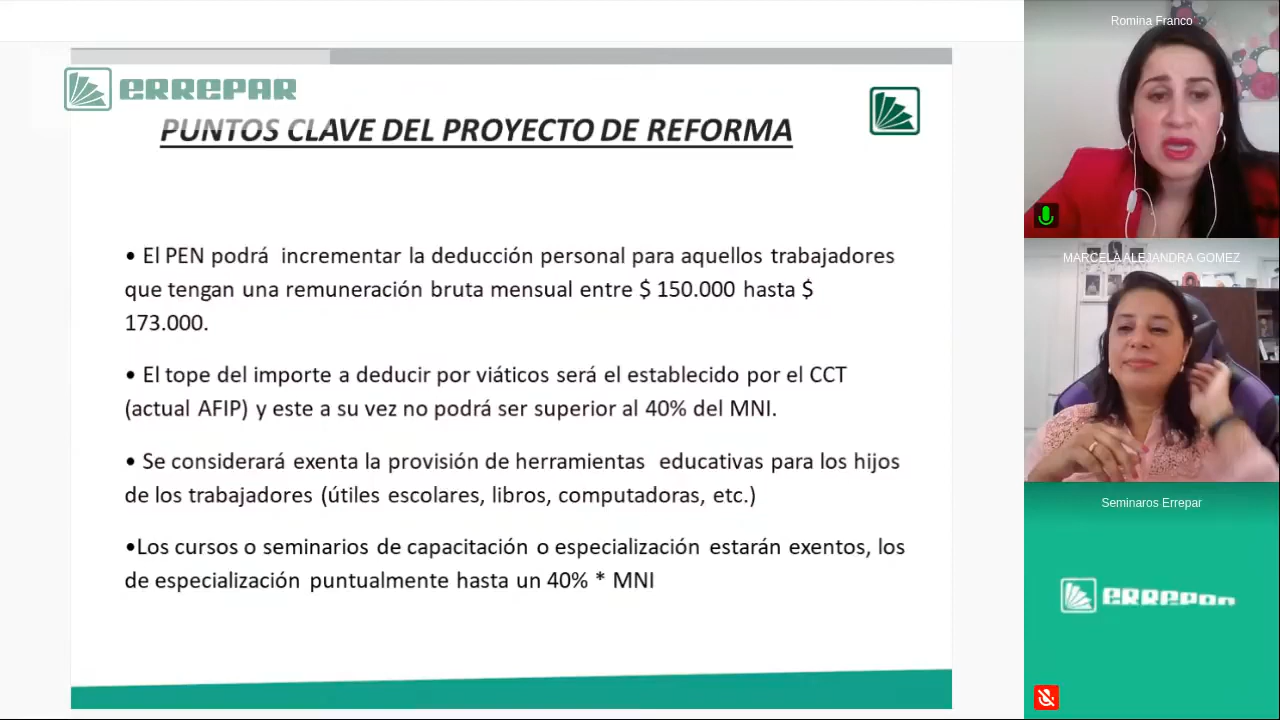 ERREPAR
PUNTOS CLAVE DEL PROYECTO DE REFORMA
• El PEN podrá incrementar la deducción personal para aquellos trabajadores
que tengan una remuneración bruta mensual entre $ 150.000 hasta $
173.000.
• El tope del importe a deducir por viáticos será el establecido por el CCT
(actual AFIP) y este a su vez no podrá ser superior al 40% del MNI.
• Se considerará exenta la provisión de herramientas educativas para los hijos
de los trabajadores (útiles escolares, libros, computadoras, etc.)
•Los cursos o seminarios de capacitación o especialización estarán exentos, los
de especialización puntualmente hasta un 40% * MNI
Romina Franco
MARCELA ALEJANDRA GOMEZ
Seminaros Errepar
ERREPAR